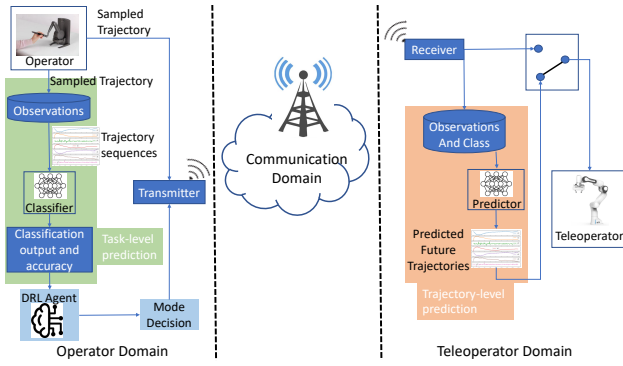 Sampled
Trajectory
Operator
Sampled Trajectory
Observations
Trajectory
sequences
Classifier
Classification
output and
accuracy
Task-level
prediction
DRL Agent
Mode
Decision
Transmitter
Operator Domain
Communication
Domain
Receiver
Observations
And Class
Predictor
Predicted
Future
Trajectories
Trajectory-level
prediction
Teleoperator
Teleoperator Domain